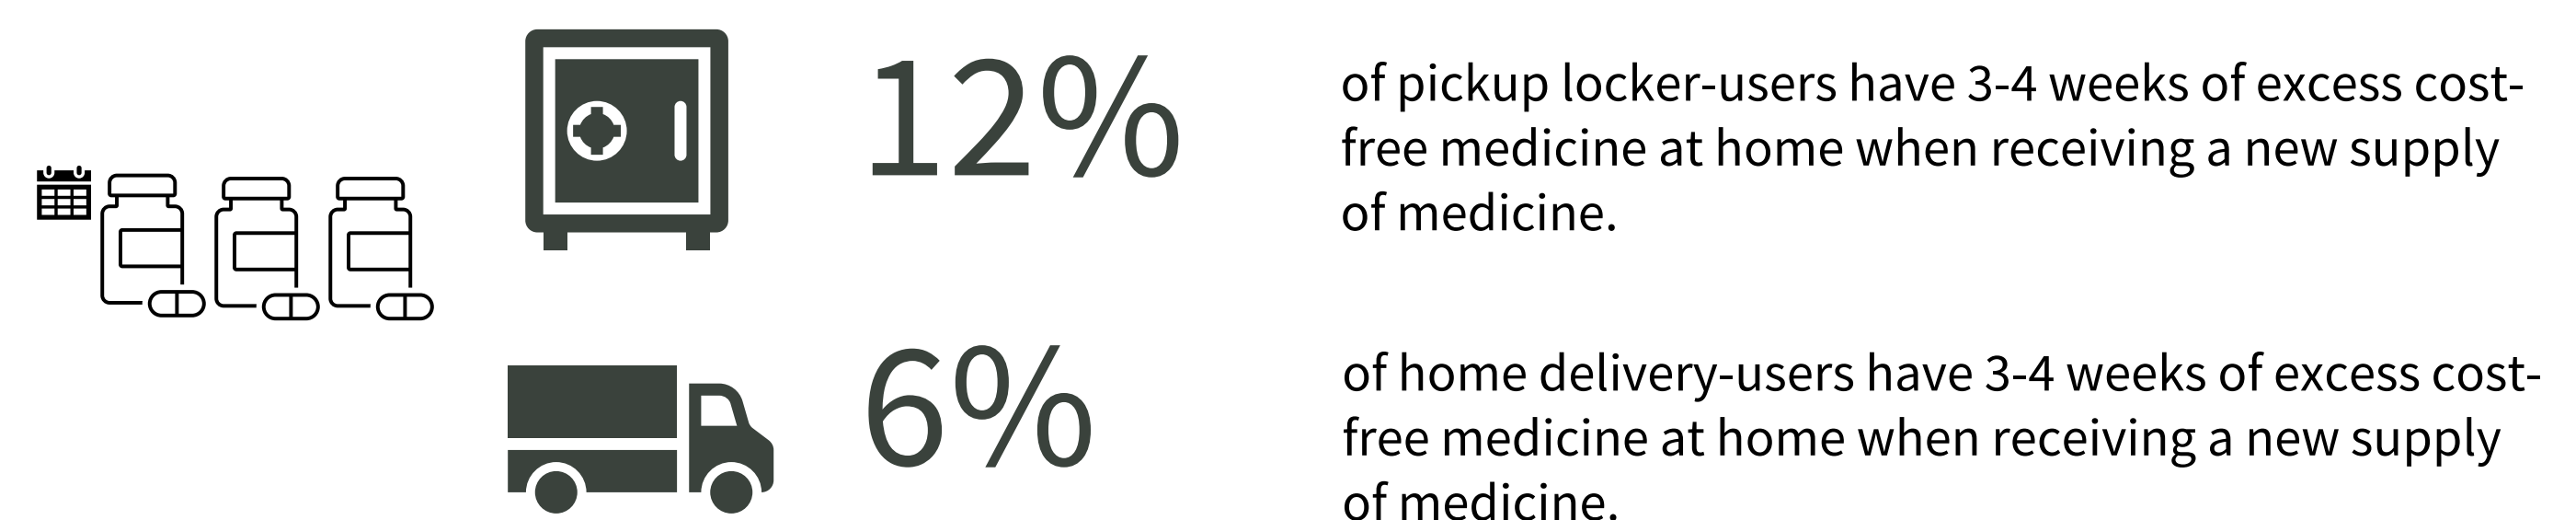 12%
of pickup locker-users have 3-4 weeks of excess cost-
free medicine at home when receiving a new supply
of medicine.
6%
of home delivery-users have 3-4 weeks of excess cost-
free medicine at home when receiving a new supply
of medicine.